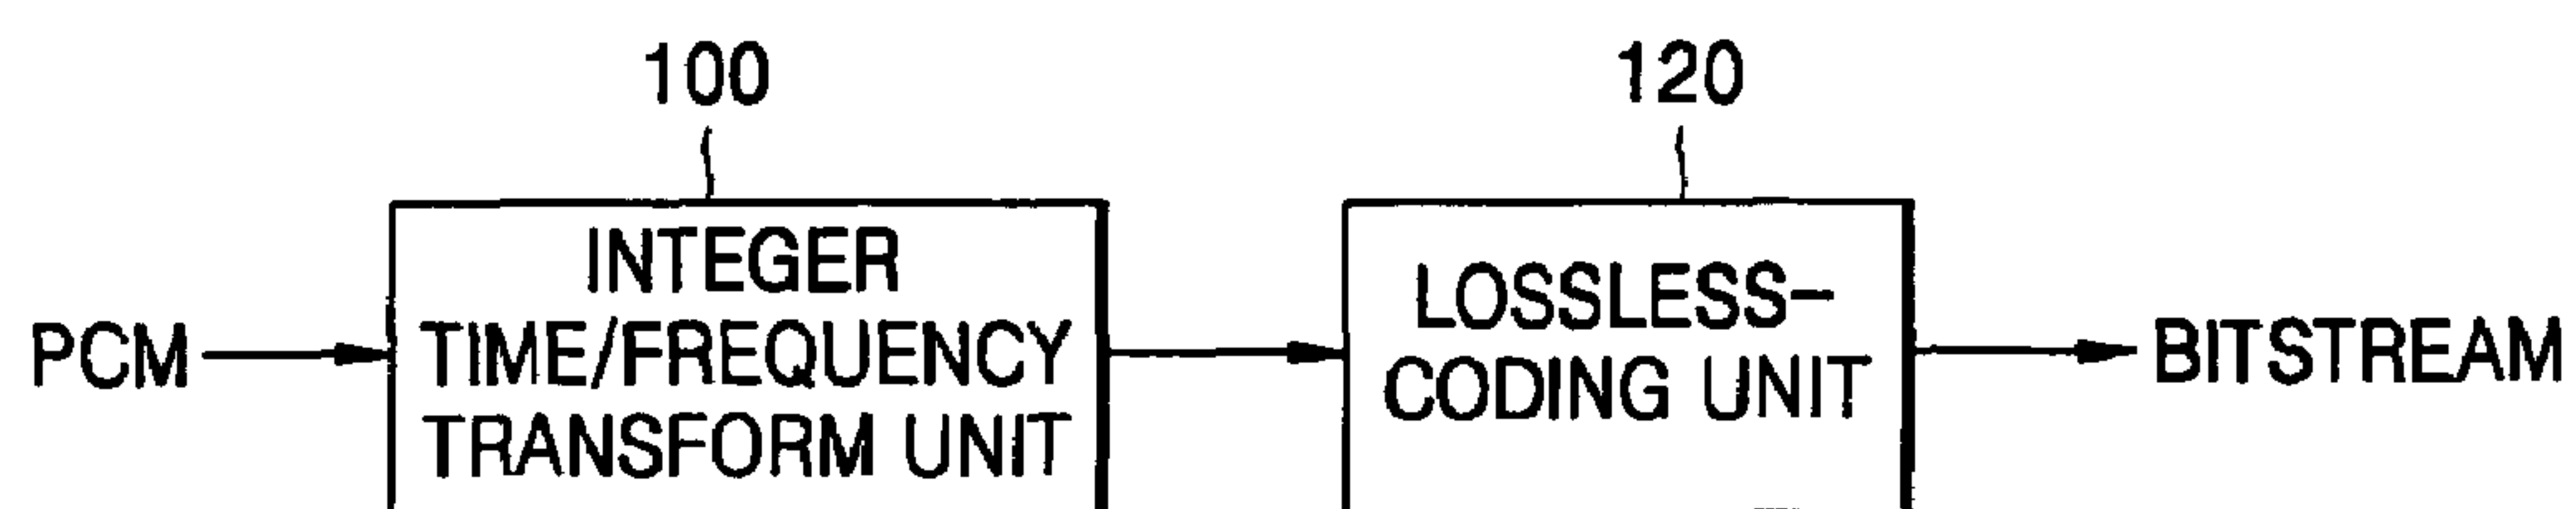 100
120
PCM
INTEGER
TIME/FREQUENCY
TRANSFORM UNIT
LOSSLESS-
CODING UNIT
BITSTREAM